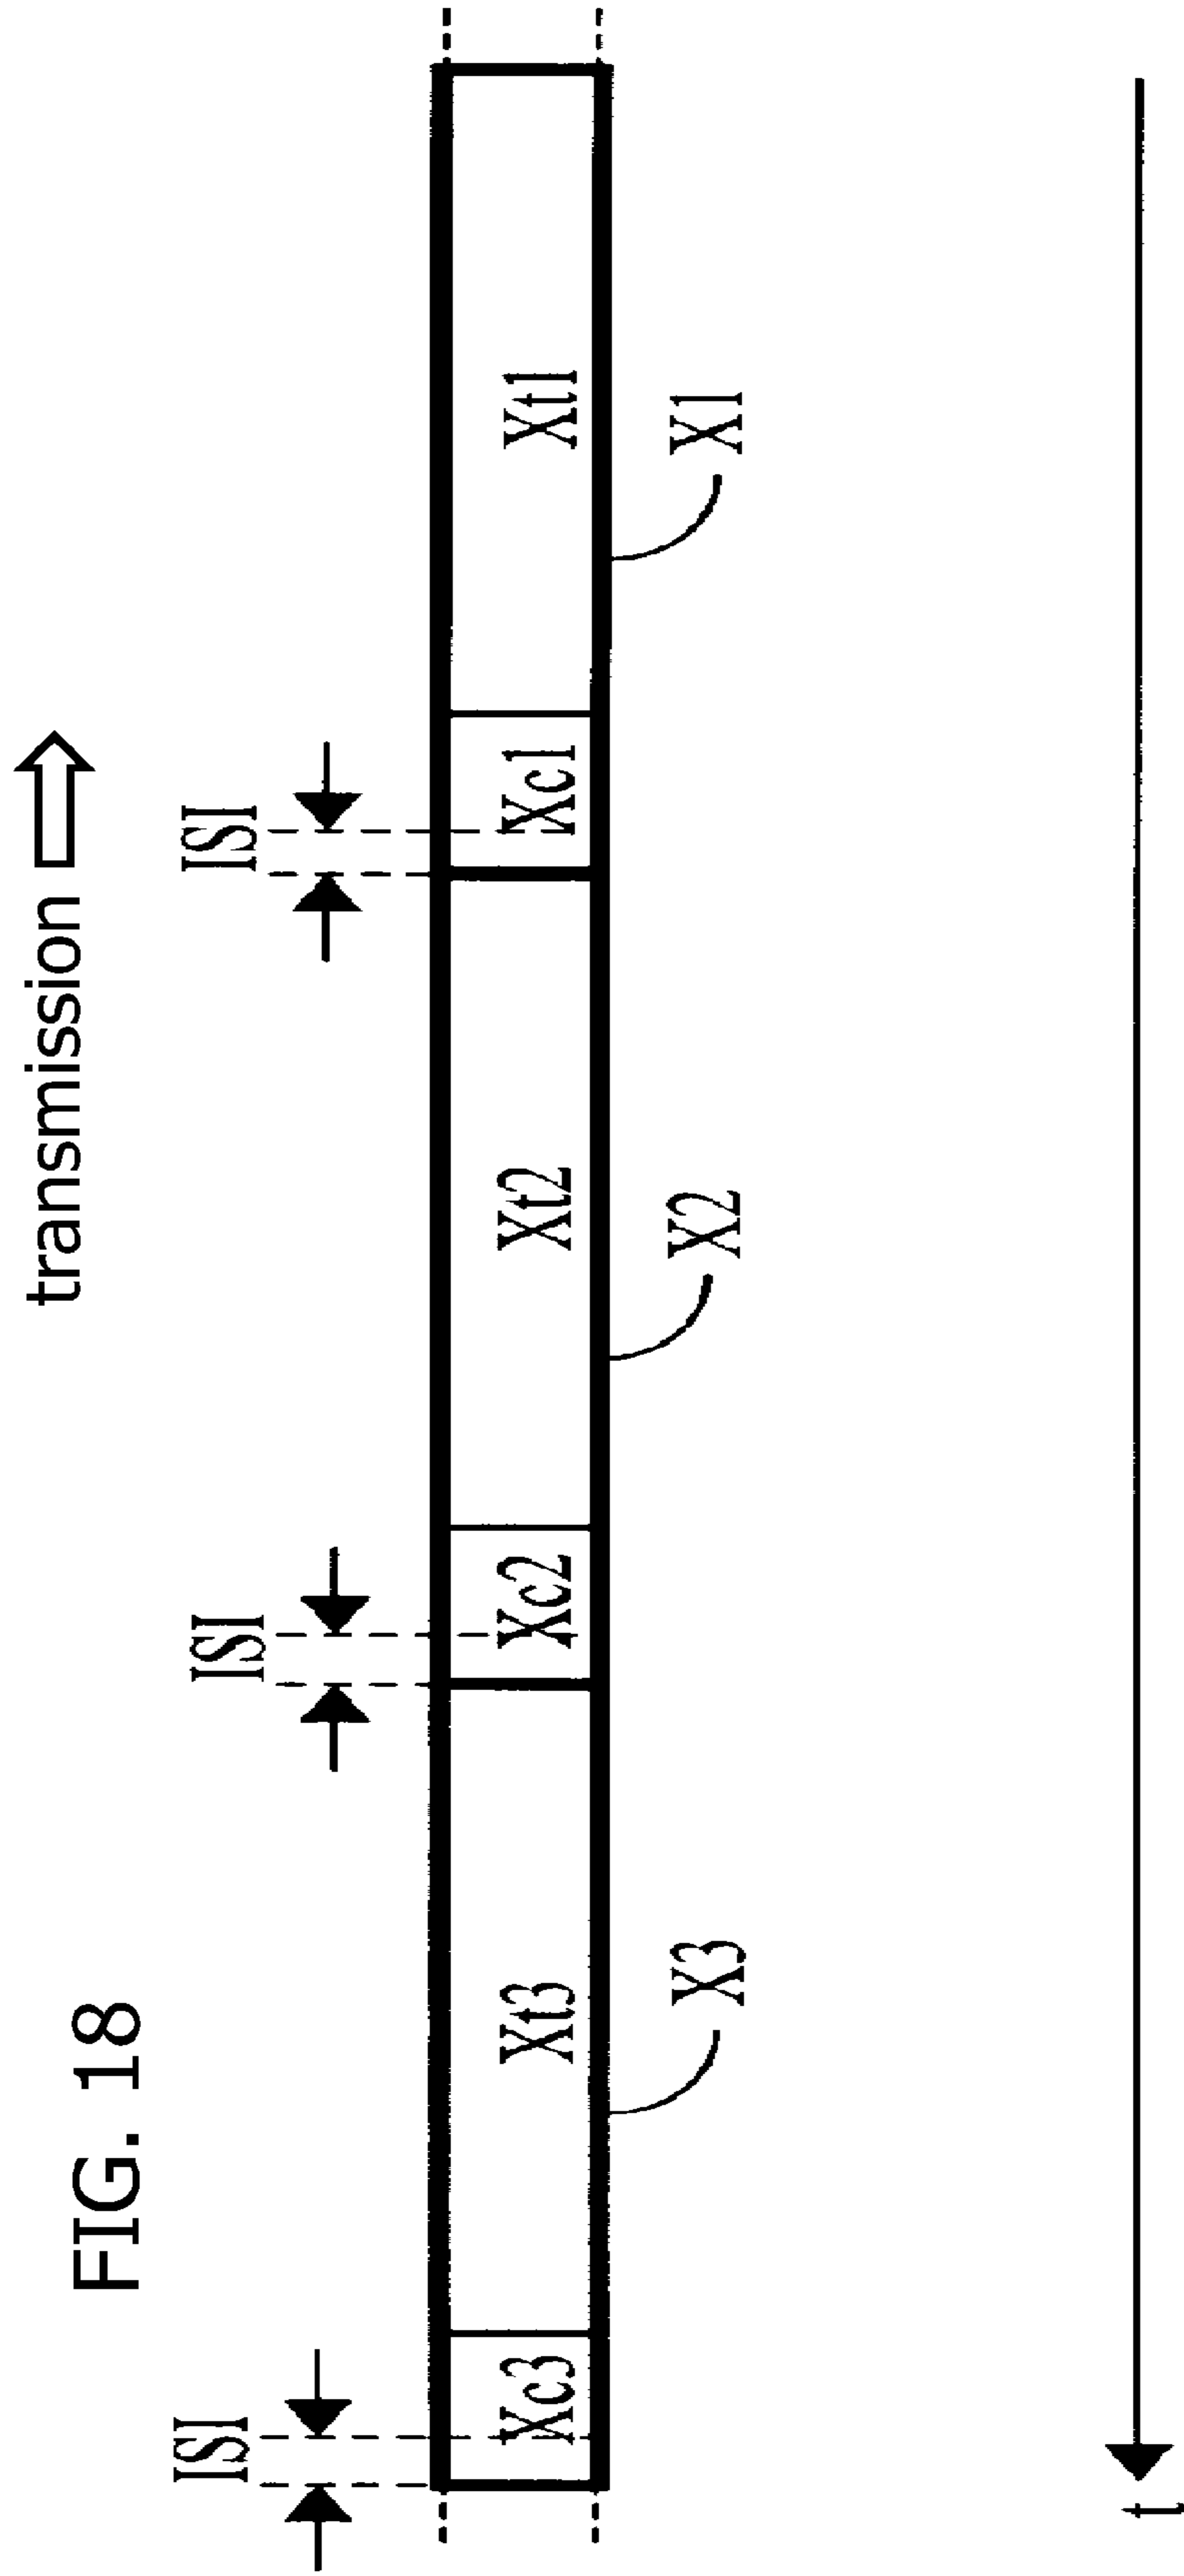 FIG. 18
transmission
ISI
ISI
ISI
Xc3
Xt3
Xc2
Xt2
Xc1
Xt1
X3
X2
X1
t